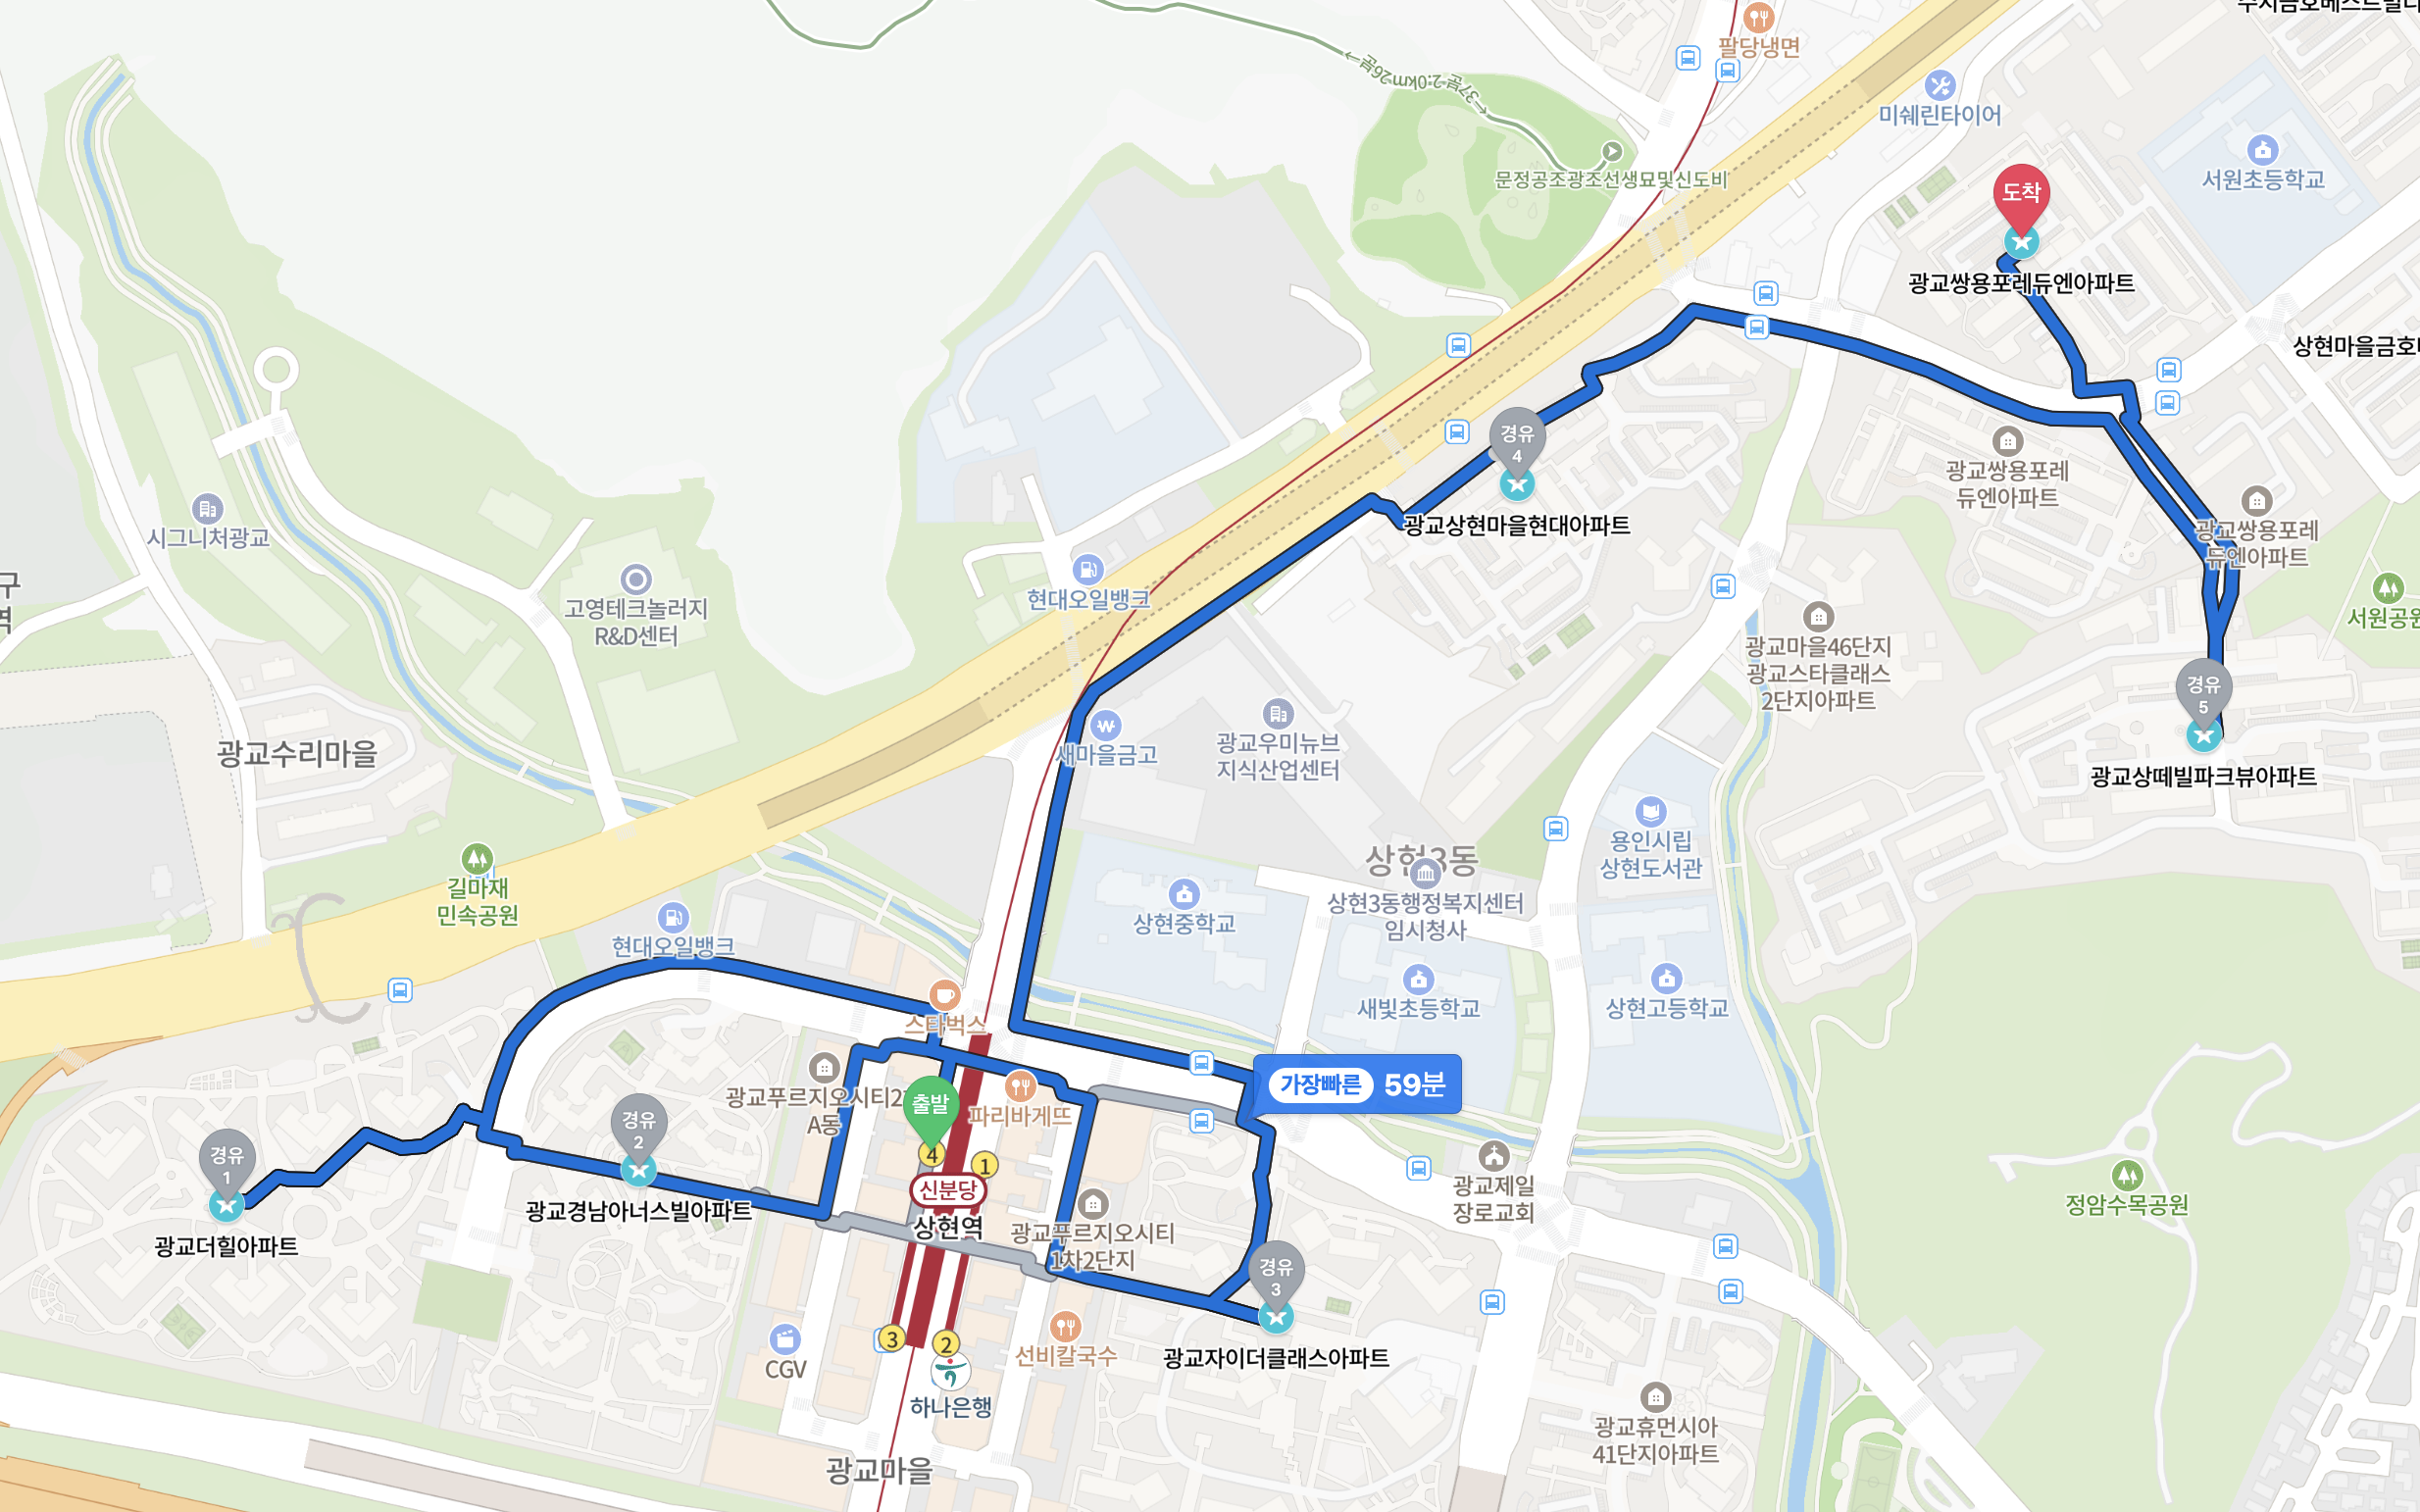 팔당냉면
←37분 2.0km 26분→
미쉐린타이어
문정공조광조선생묘및신도비
서원초등학교
도착
광교쌍용포레듀엔아파트
경유
4
광교상현마을현대아파트
광교쌍용포레
듀엔아파트
광교쌍용포레
듀엔아파트
시그니처광교
고영테크놀러지
R&D센터
현대오일뱅크
서원공원
광교마을46단지
광교스타클래스
2단지아파트
경유
5
광교상떼빌파크뷰아파트
광교수리마을
새마을금고
광교우미뉴브
지식산업센터
상현3동
용인시립
상현도서관
길마재
민속공원
현대오일뱅크
상현중학교
상현3동행정복지센터
임시청사
스타벅스
새빛초등학교
상현고등학교
가장빠른 59분
광교푸르지오시티2차
A동
출발
파리바게뜨
4
1
신분당
상현역
경유
1
광교더힐아파트
경유
2
광교경남아너스빌아파트
광교푸르지오시티
1차2단지
광교제일
장로교회
정암수목공원
경유
3
광교자이더클래스아파트
CGV
3
2
하나은행
선비칼국수
광교마을
광교휴먼시아
41단지아파트